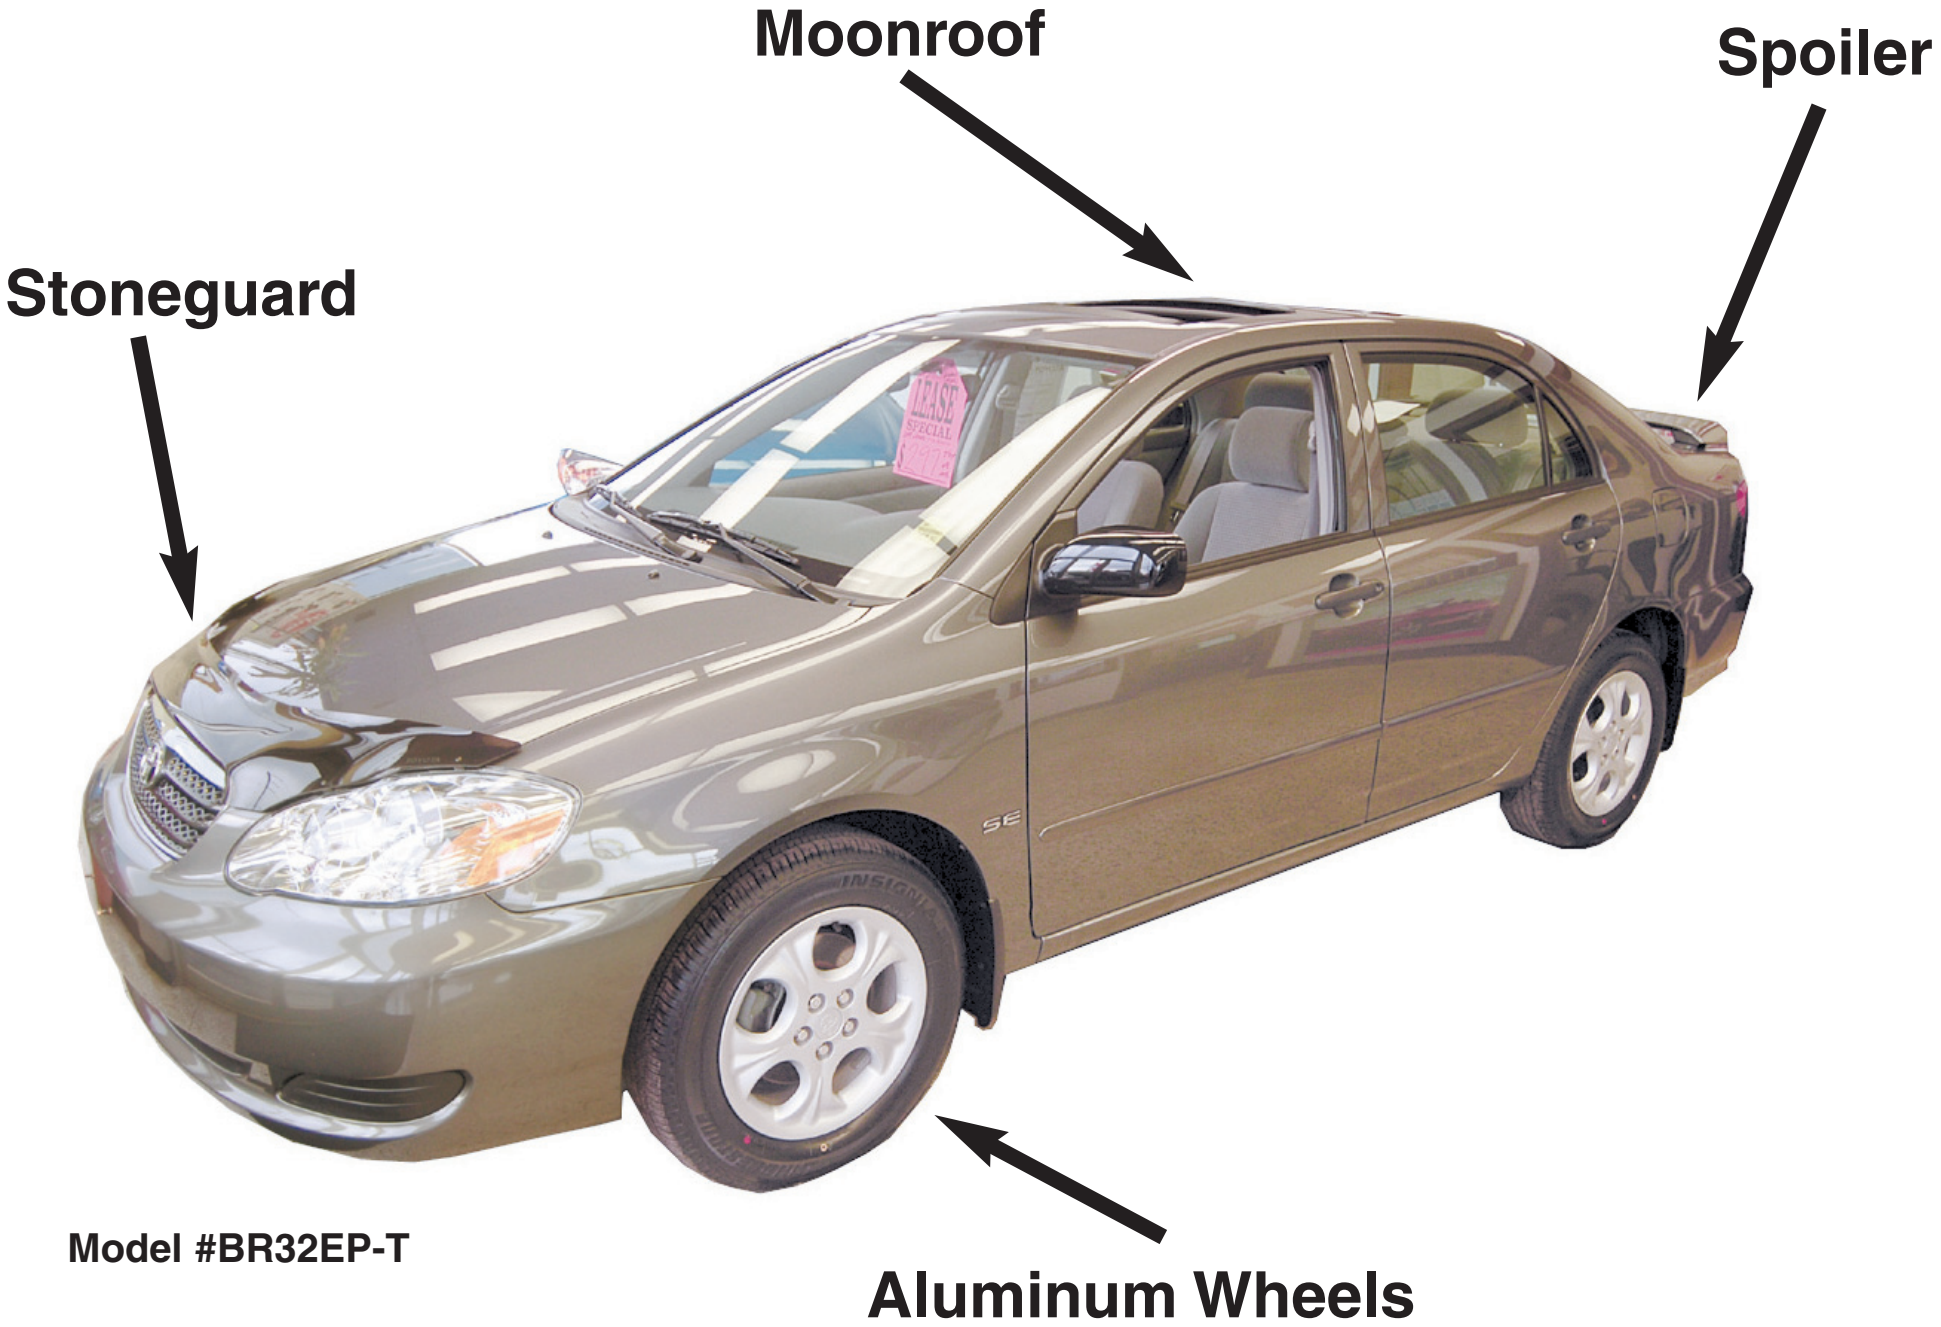 Moonroof
Spoiler
Stoneguard
LEASE
SPECIAL
SE
INSIGNIA
Model #BR32EP-T
Aluminum Wheels